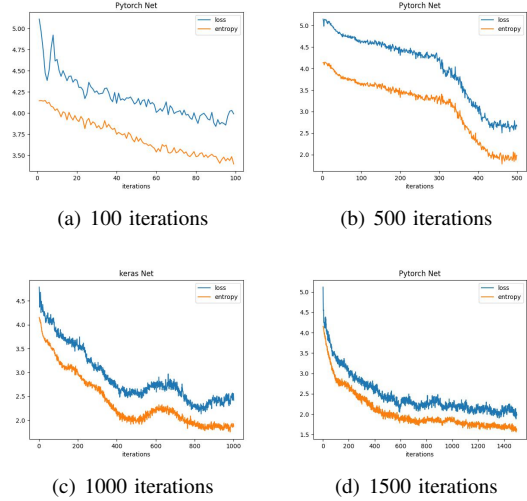 Pytorch Net
loss
entropy
5.00
4.75
4.50
4.25
4.00
3.75
3.50
0 20 40 60 80 100
iterations
(a) 100 iterations
Pytorch Net
loss
entropy
5.0
4.5
4.0
3.5
3.0
2.5
2.0
0 100 200 300 400 500
iterations
(b) 500 iterations
keras Net
loss
entropy
4.5
4.0
3.5
3.0
2.5
2.0
0 200 400 600 800 1000
iterations
(c) 1000 iterations
Pytorch Net
loss
entropy
5.0
4.5
4.0
3.5
3.0
2.5
2.0
1.5
0 200 400 600 800 1000 1200 1400
iterations
(d) 1500 iterations